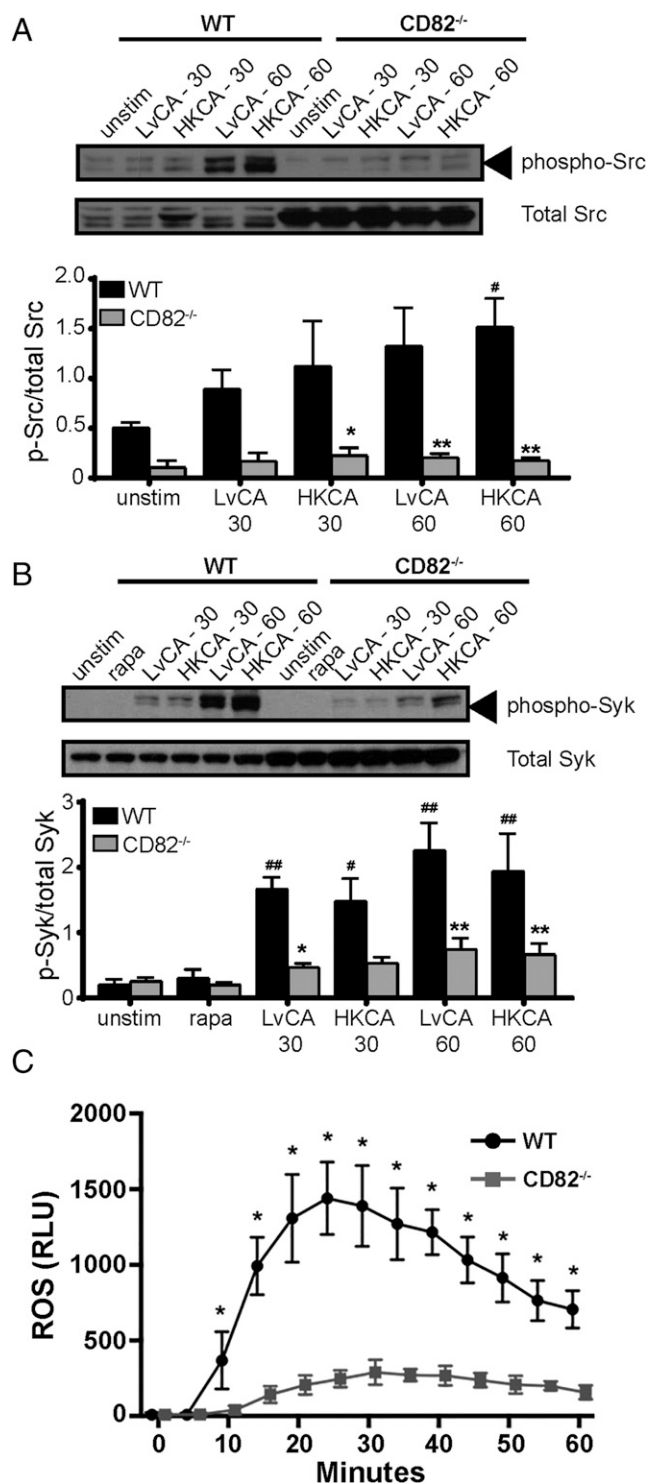 A
WT CD82-/-
unstim LvCA - 30 HKCA - 30 LvCA - 60 HKCA - 60 unstim LvCA - 30 HKCA - 30 LvCA - 60 HKCA - 60
phospho-Src
Total Src
2.0
1.5
1.0
0.5
0
p-Src/total Src
WT
CD82-/-
#
* ** **
unstim LvCA HKCA LvCA HKCA
30 30 60 60
B
WT CD82-/-
unstim rapa LvCA - 30 HKCA - 30 LvCA - 60 HKCA - 60 unstim rapa LvCA - 30 HKCA - 30 LvCA - 60 HKCA - 60
phospho-Syk
Total Syk
3
2
1
0
p-Syk/total Syk
WT
CD82-/-
## # ## ##
* ** **
unstim rapa LvCA HKCA LvCA HKCA
30 30 60 60
C
2000
1500
1000
500
0
ROS (RLU)
WT
CD82-/-
* * * * * * * * * * *
0 10 20 30 40 50 60
Minutes